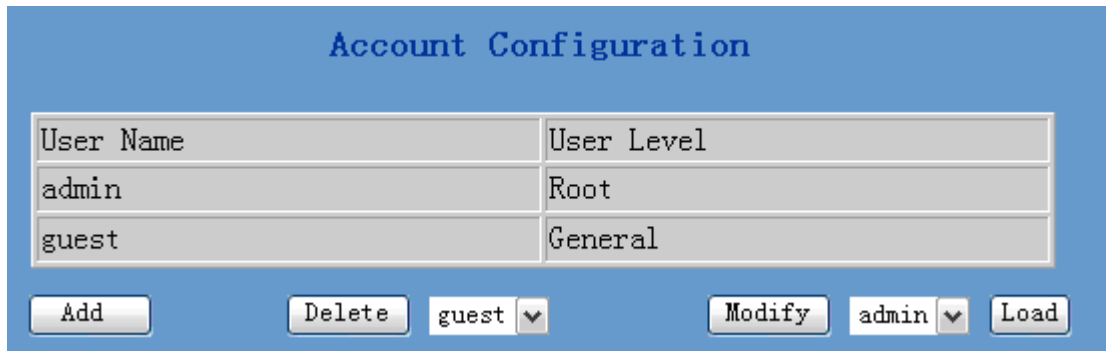 Account Configuration
User Name User Level
admin Root
guest General
Add Delete guest Modify admin Load